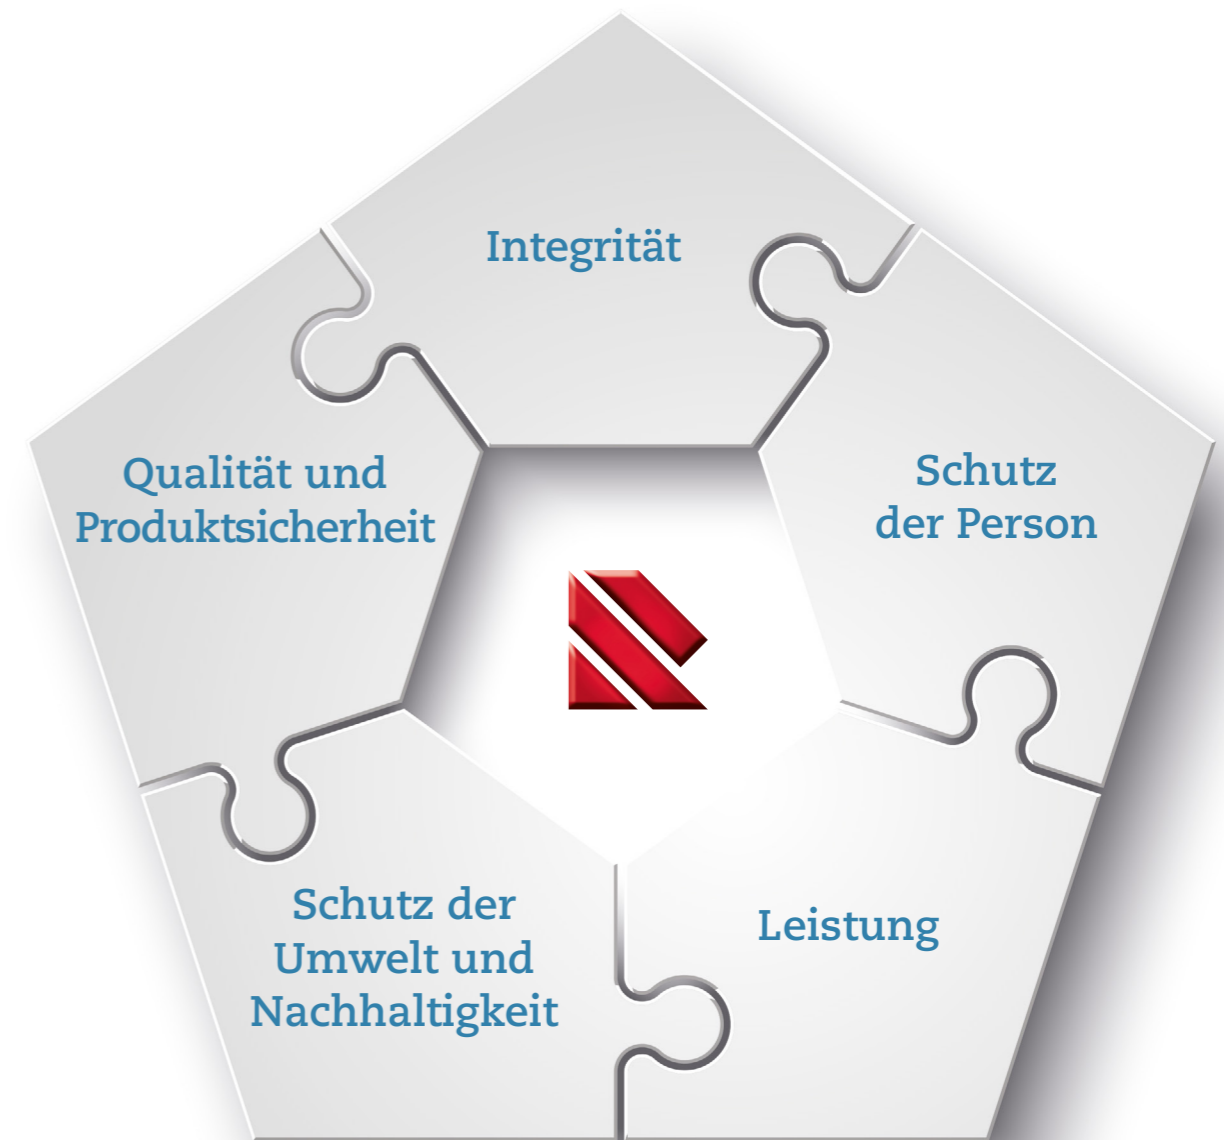 Integrität
Qualität und
Produktsicherheit
Schutz
der Person
Schutz der
Umwelt und
Nachhaltigkeit
Leistung